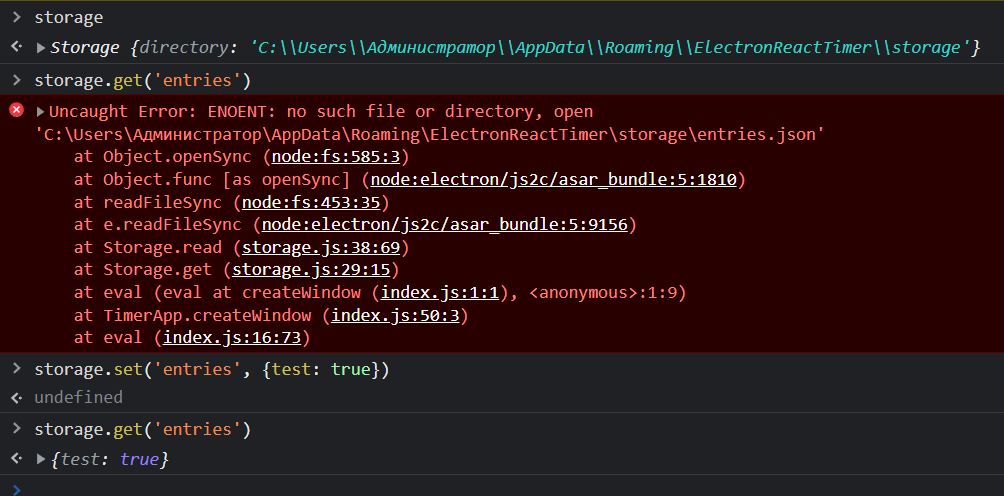 storage
Storage {directory: 'C:\\Users\\Администратор\\AppData\\Roaming\\ElectronReactTimer\\storage'}
storage.get('entries')
Uncaught Error: ENOENT: no such file or directory, open
'C:\Users\Администратор\AppData\Roaming\ElectronReactTimer\storage\entries.json'
at Object.openSync (node:fs:585:3)
at Object.func [as openSync] (node:electron/js2c/asar_bundle:5:1810)
at readFileSync (node:fs:453:35)
at e.readFileSync (node:electron/js2c/asar_bundle:5:9156)
at Storage.read (storage.js:38:69)
at Storage.get (storage.js:29:15)
at eval (eval at createWindow (index.js:1:1), <anonymous>:1:9)
at TimerApp.createWindow (index.js:50:3)
at eval (index.js:16:73)
storage.set('entries', {test: true})
undefined
storage.get('entries')
{test: true}